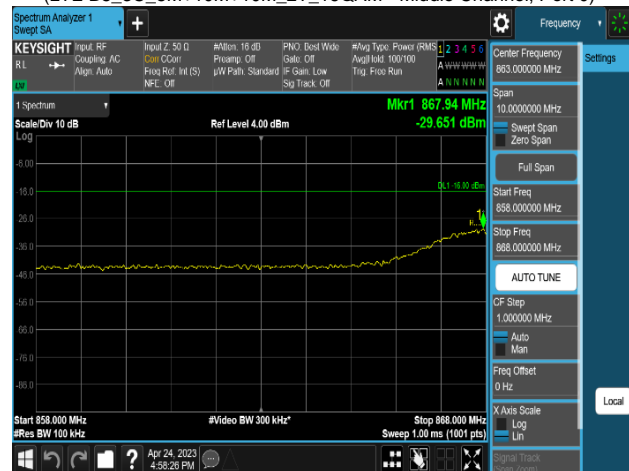 Spectrum Analyzer 1
Swept SA
+
Frequency
KEYSIGHT
Input: RF
Coupling: AC
Align: Auto
RL
LW
Input Z: 50 Ω
Corr CCorr
Freq Ref: Int (S)
NFE: Off
#Atten: 16 dB
Preamp: Off
µW Path: Standard
PNO: Best Wide
Gate: Off
IF Gain: Low
Sig Track: Off
#Avg Type: Power (RMS
Avg|Hold: 100/100
Trig: Free Run
1 2 3 4 5 6
A W W W W W
A N N N N N
1 Spectrum
Scale/Div 10 dB
Log
Ref Level 4.00 dBm
Mkr1 867.94 MHz
-29.651 dBm
DL1 -16.00 dBm
1
-6.00
-16.0
-26.0
-36.0
-46.0
-56.0
-66.0
-76.0
-86.0
Start 858.000 MHz
#Res BW 100 kHz
#Video BW 300 kHz*
Stop 868.000 MHz
Sweep 1.00 ms (1001 pts)
Center Frequency
863.000000 MHz
Span
10.0000000 MHz
Swept Span
Zero Span
Full Span
Start Freq
858.000000 MHz
Stop Freq
868.000000 MHz
AUTO TUNE
CF Step
1.000000 MHz
Auto
Man
Freq Offset
0 Hz
X Axis Scale
Log
Lin
Signal Track
(Span Zoom)
Settings
Local
?
Apr 24, 2023
4:58:26 PM